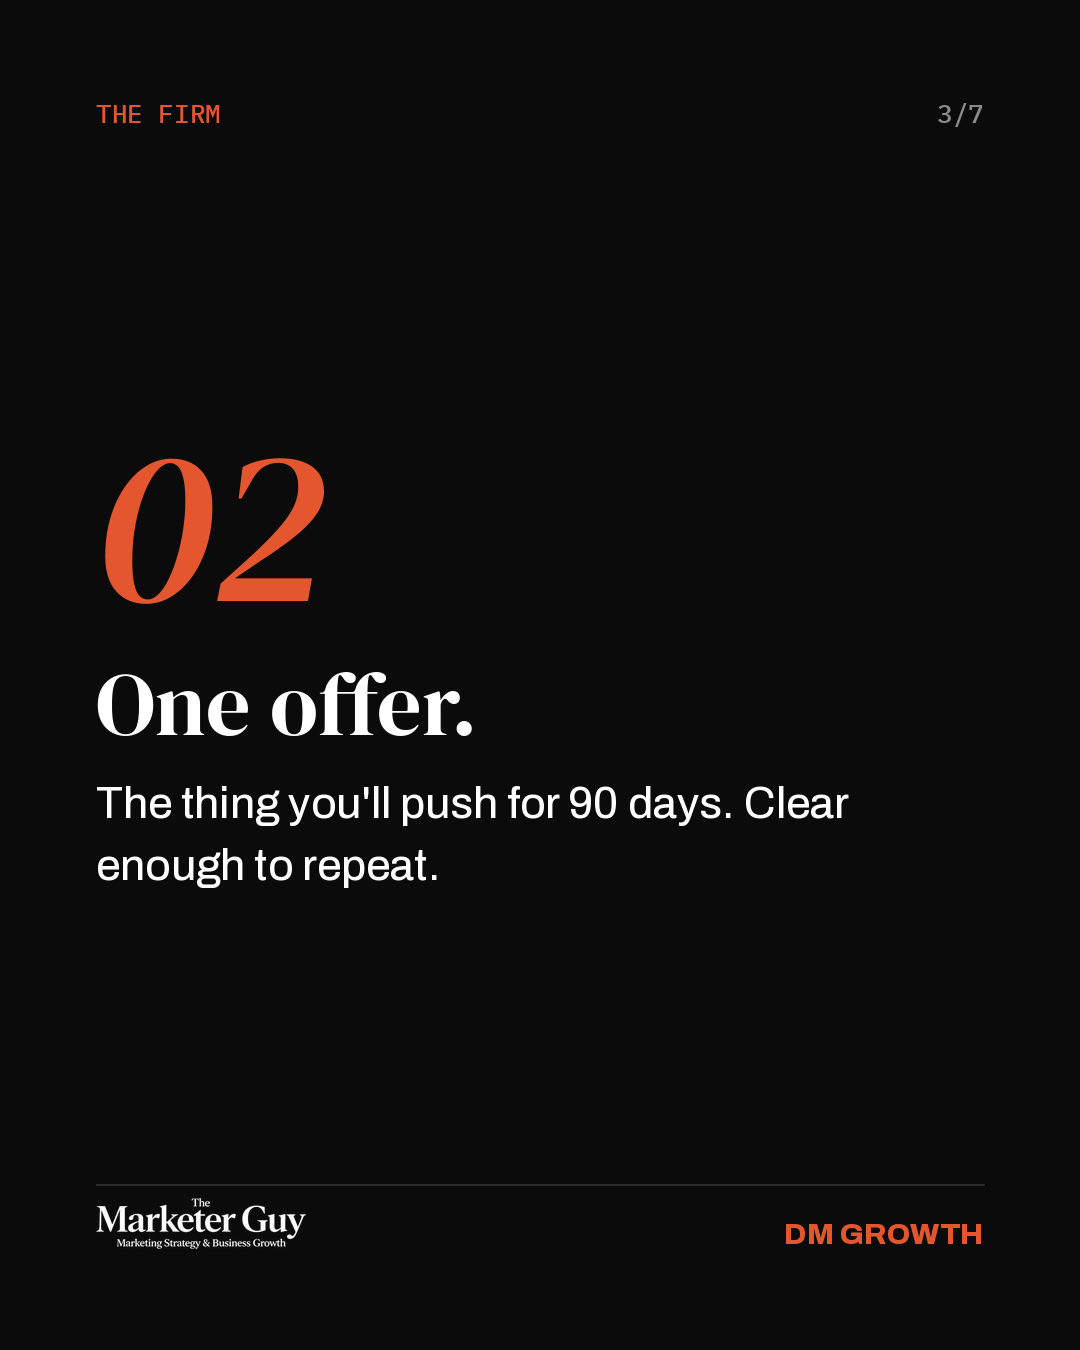 THE FIRM
3/7
02
One offer.
The thing you'll push for 90 days. Clear
enough to repeat.
The
Marketer Guy
Marketing Strategy & Business Growth
DM GROWTH